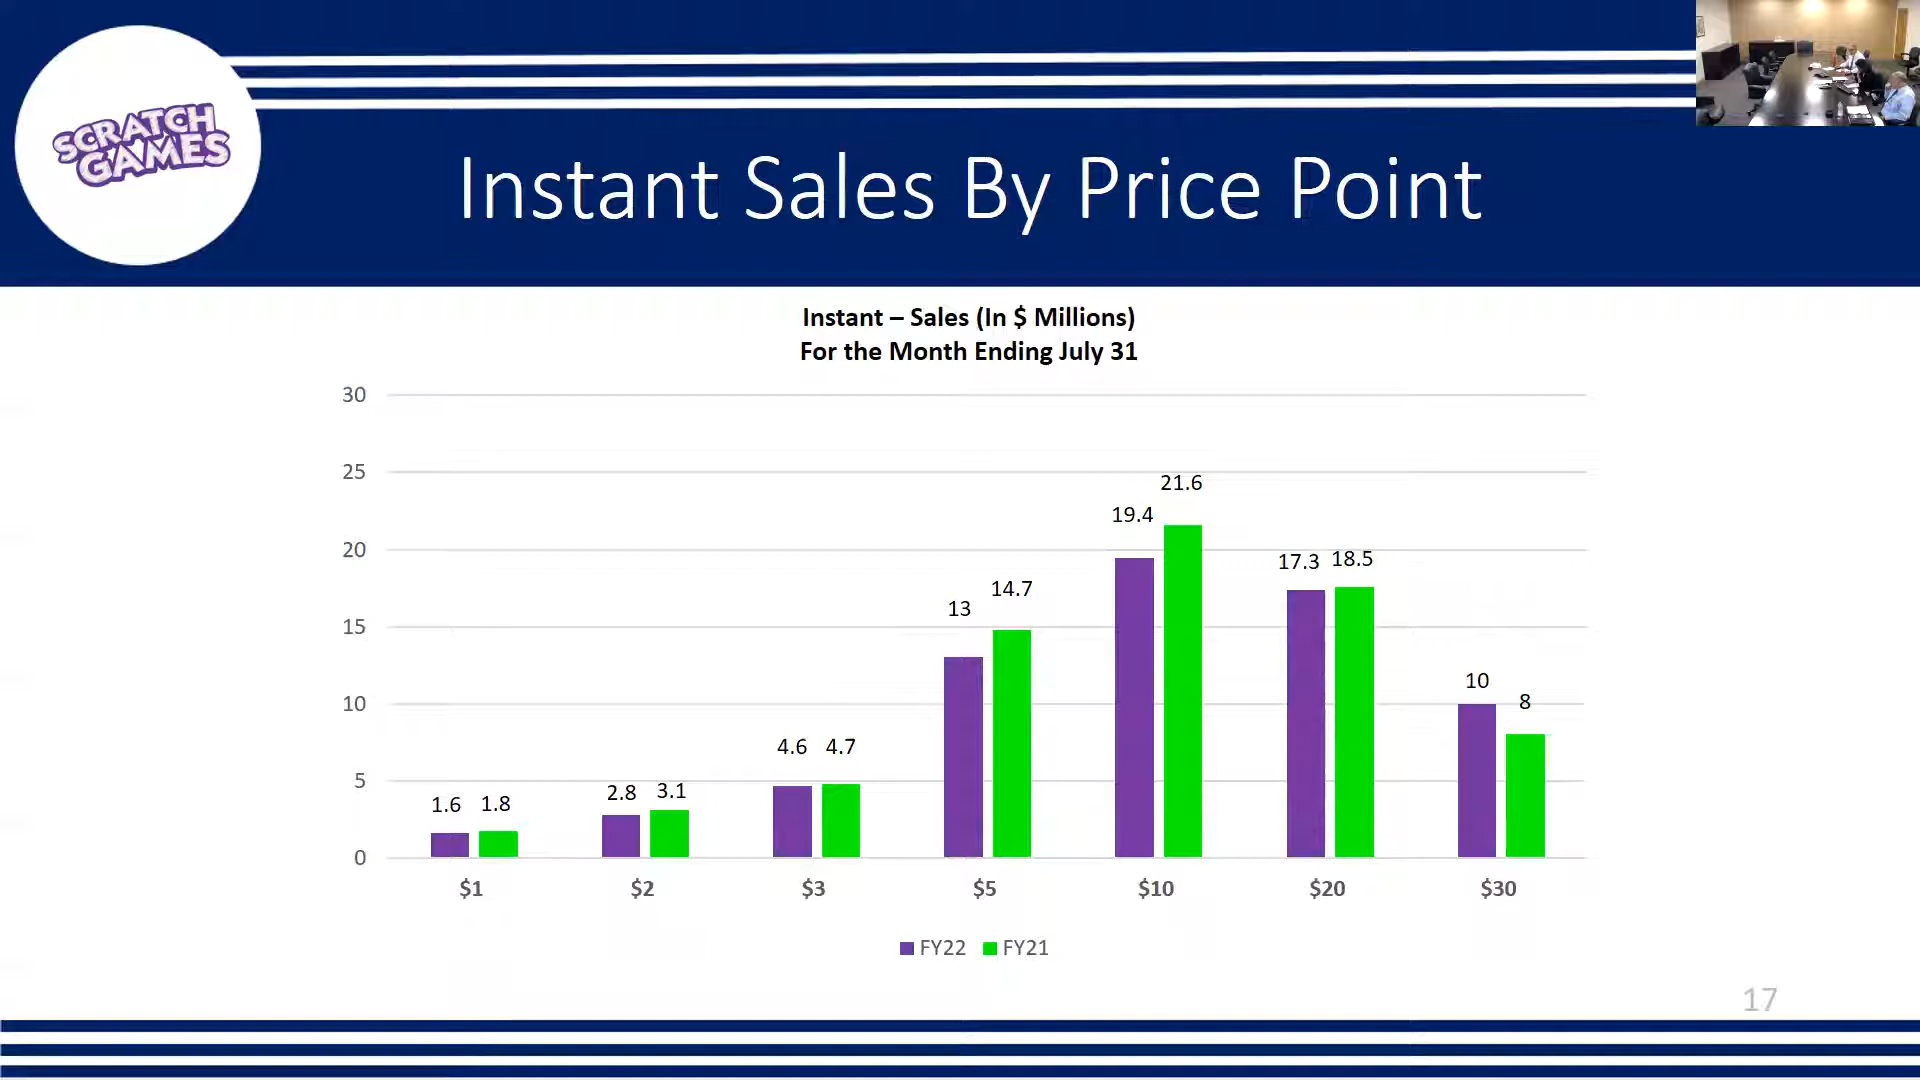 SCRATCH
GAMES
Instant Sales By Price Point
Instant – Sales (In $ Millions)
For the Month Ending July 31
30
25
20
15
10
5
0
1.6 1.8
2.8 3.1
4.6 4.7
13 14.7
19.4 21.6
17.3 18.5
10 8
$1 $2 $3 $5 $10 $20 $30
FY22 FY21
17